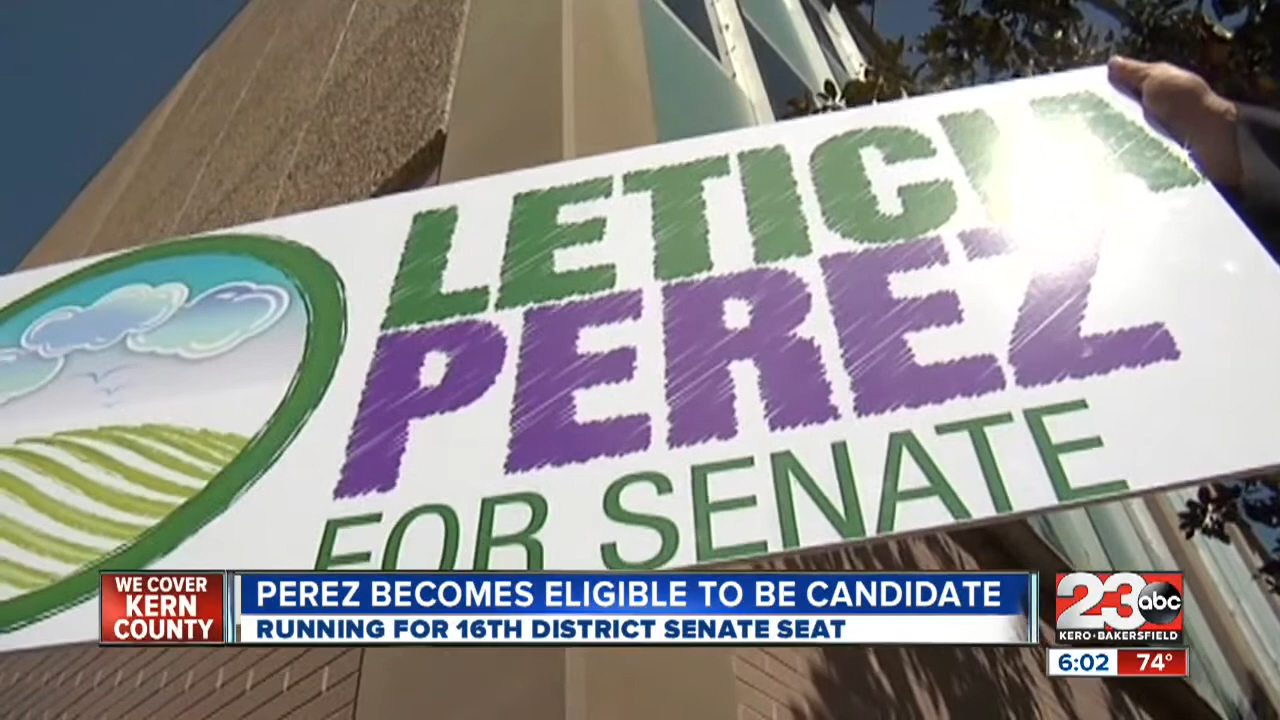 LETICIA
PEREZ
FOR SENATE
WE COVER
KERN
COUNTY
PEREZ BECOMES ELIGIBLE TO BE CANDIDATE
RUNNING FOR 16TH DISTRICT SENATE SEAT
23 abc
KERO•BAKERSFIELD
6:02 74°